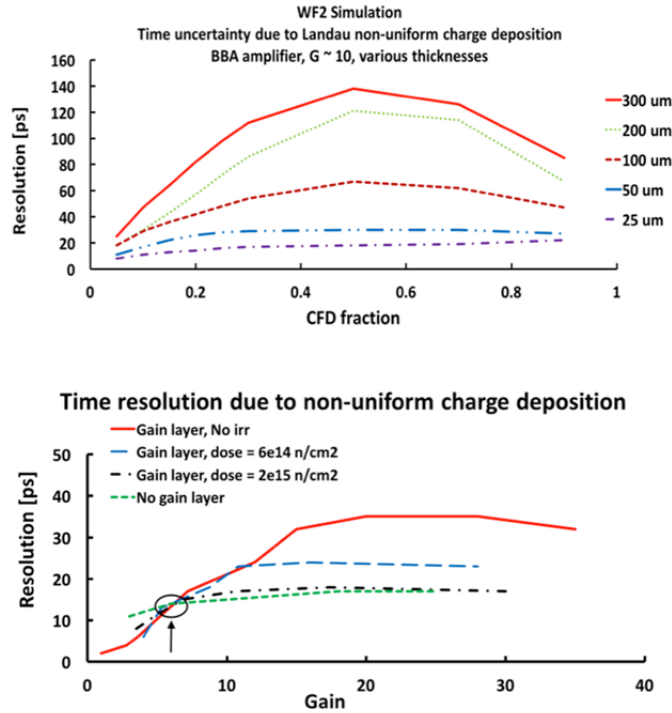 WF2 Simulation
Time uncertainty due to Landau non-uniform charge deposition
BBA amplifier, G ~ 10, various thicknesses
Resolution [ps]
160
140
120
100
80
60
40
20
0
0
0.2
0.4
0.6
0.8
1
CFD fraction
300 um
200 um
100 um
50 um
25 um
Time resolution due to non-uniform charge deposition
Gain layer, No irr
Gain layer, dose = 6e14 n/cm2
Gain layer, dose = 2e15 n/cm2
No gain layer
Resolution [ps]
50
40
30
20
10
0
0
10
20
30
40
Gain